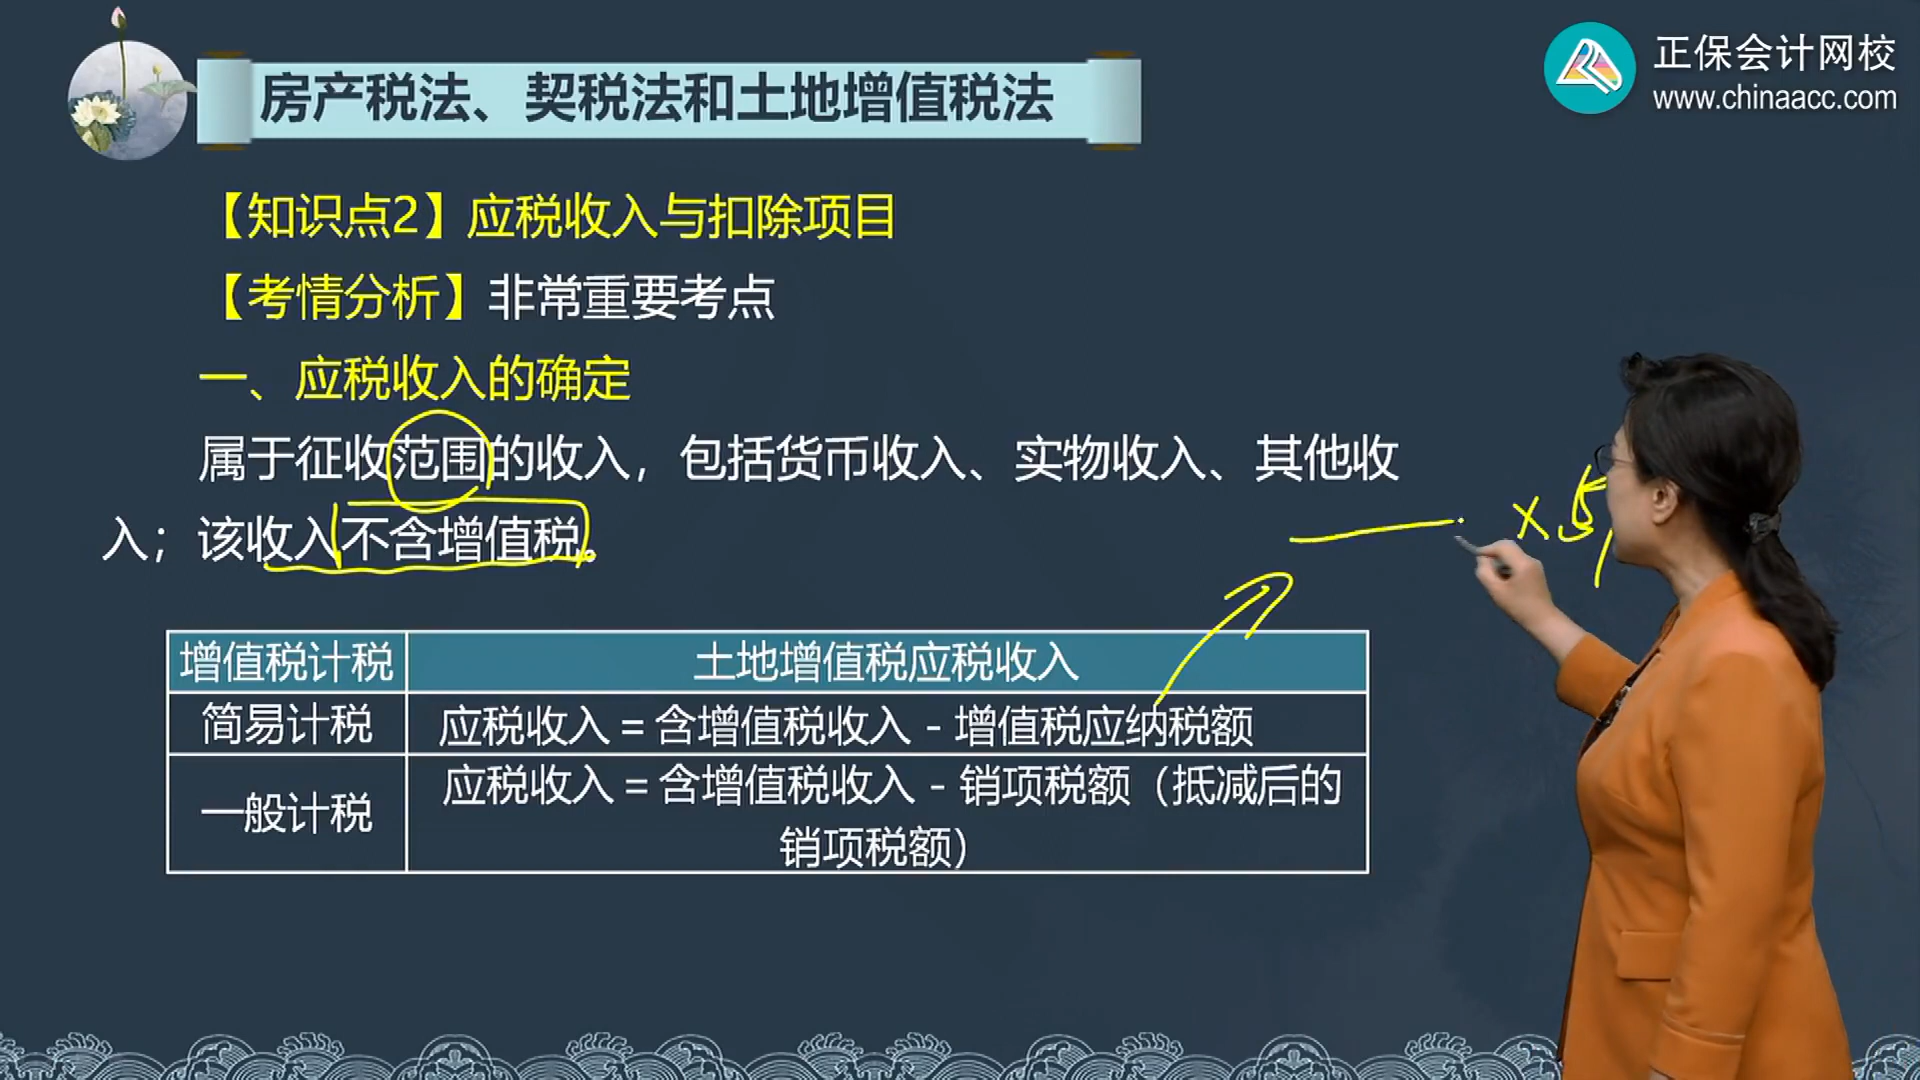 正保会计网校
www.chinaacc.com
房产税法、契税法和土地增值税法
【知识点2】应税收入与扣除项目
【考情分析】非常重要考点
一、应税收入的确定
属于征收范围的收入，包括货币收入、实物收入、其他收
入；该收入不含增值税。
增值税计税 土地增值税应税收入
简易计税 应税收入=含增值税收入-增值税应纳税额
一般计税 应税收入=含增值税收入-销项税额（抵减后的
销项税额）
×5